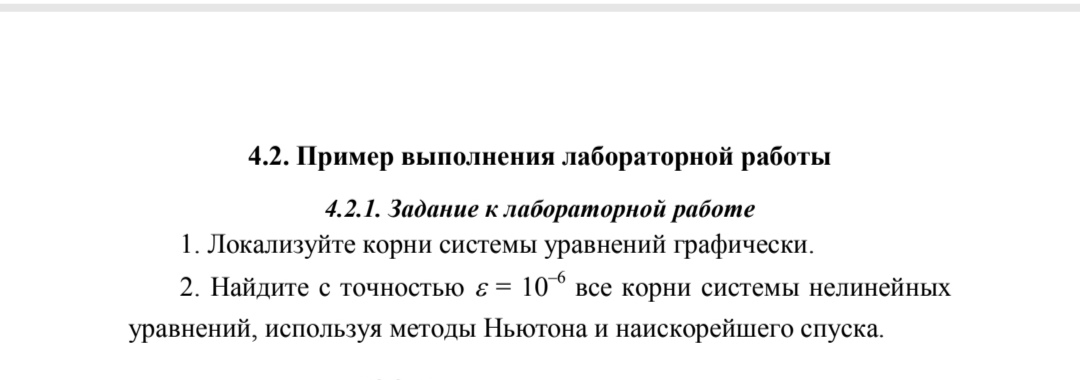 4.2. Пример выполнения лабораторной работы
4.2.1. Задание к лабораторной работе
1. Локализуйте корни системы уравнений графически.
2. Найдите с точностью ε = 10⁻⁶ все корни системы нелинейных
уравнений, используя методы Ньютона и наискорейшего спуска.